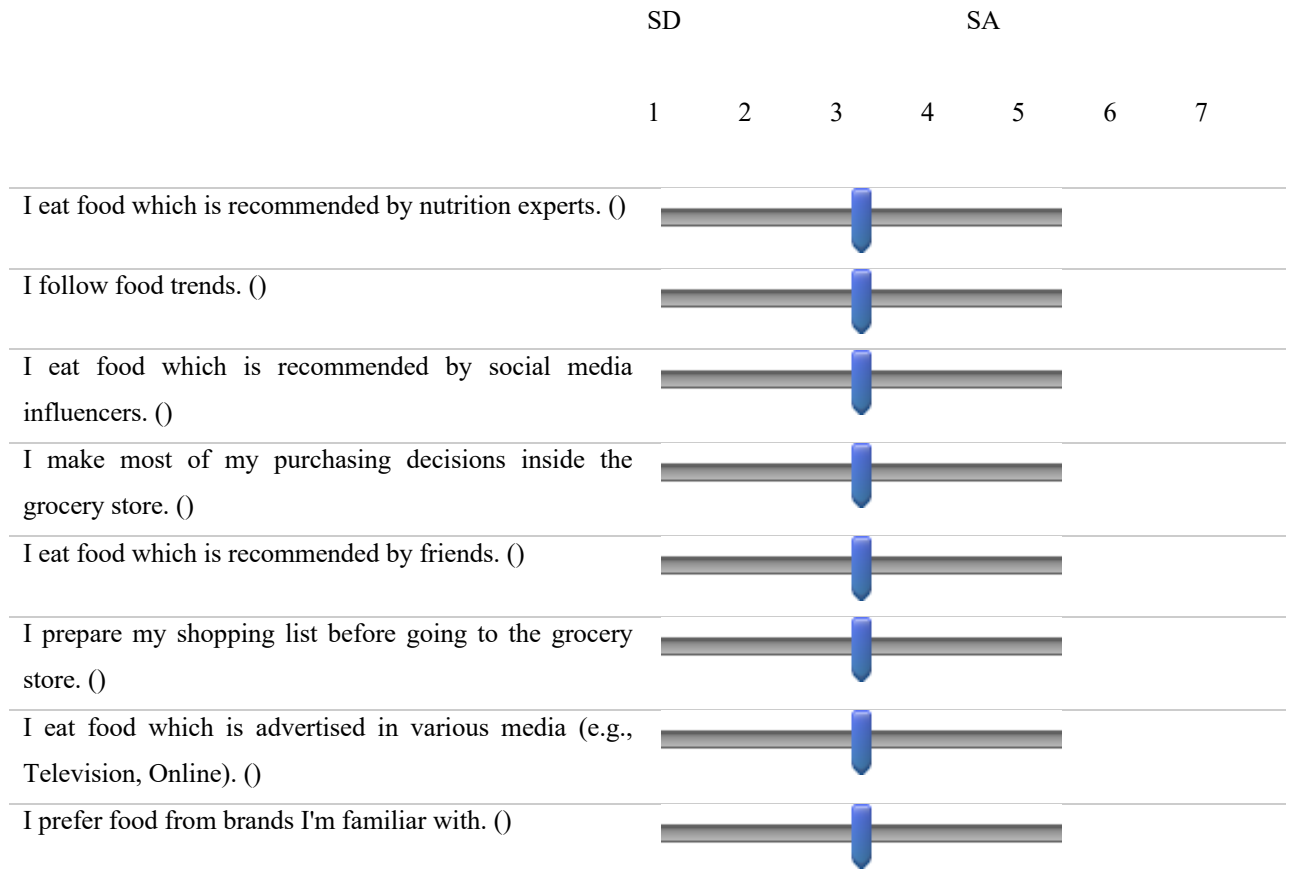 SD SA
1 2 3 4 5 6 7
I eat food which is recommended by nutrition experts. ()
I follow food trends. ()
I eat food which is recommended by social media
influencers. ()
I make most of my purchasing decisions inside the
grocery store. ()
I eat food which is recommended by friends. ()
I prepare my shopping list before going to the grocery
store. ()
I eat food which is advertised in various media (e.g.,
Television, Online). ()
I prefer food from brands I'm familiar with. ()